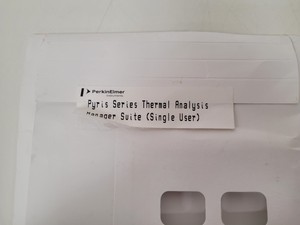 PerkinElmer
Pyris Series Thermal Analysis
Manager Suite (Single User)